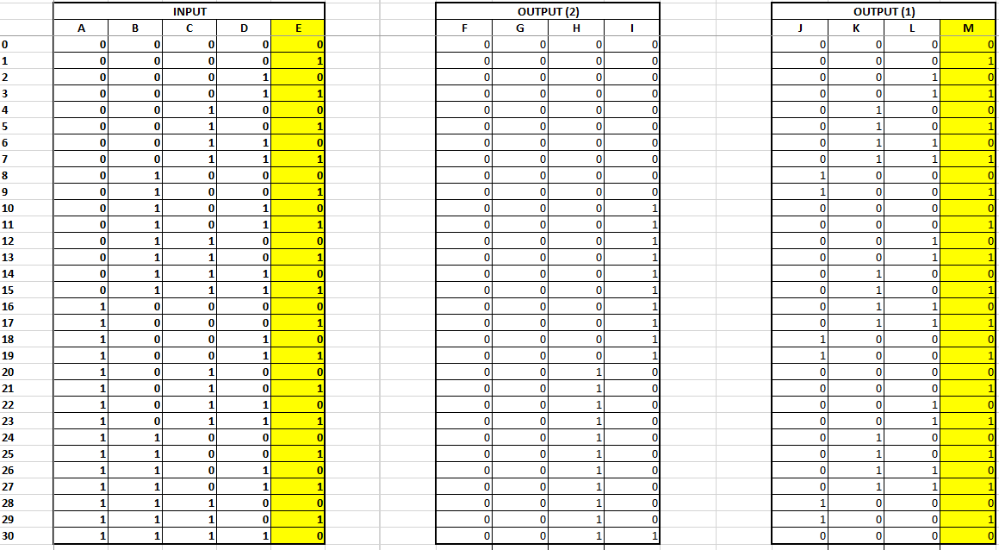 INPUT OUTPUT (2) OUTPUT (1)
A B C D E F G H I J K L M
0 0 0 0 0 0 0 0 0 0 0 0 0 0
1 0 0 0 0 1 0 0 0 0 0 0 0 1
2 0 0 0 1 0 0 0 0 0 0 0 1 0
3 0 0 0 1 1 0 0 0 0 0 0 1 1
4 0 0 1 0 0 0 0 0 0 0 1 0 0
5 0 0 1 0 1 0 0 0 0 0 1 0 1
6 0 0 1 1 0 0 0 0 0 0 1 1 0
7 0 0 1 1 1 0 0 0 0 0 1 1 1
8 0 1 0 0 0 0 0 0 0 1 0 0 0
9 0 1 0 0 1 0 0 0 0 1 0 0 1
10 0 1 0 1 0 0 0 0 1 0 0 0 0
11 0 1 0 1 1 0 0 0 1 0 0 0 1
12 0 1 1 0 0 0 0 0 1 0 0 1 0
13 0 1 1 0 1 0 0 0 1 0 0 1 1
14 0 1 1 1 0 0 0 0 1 0 1 0 0
15 0 1 1 1 1 0 0 0 1 0 1 0 1
16 1 0 0 0 0 0 0 0 1 0 1 1 0
17 1 0 0 0 1 0 0 0 1 0 1 1 1
18 1 0 0 1 0 0 0 0 1 1 0 0 0
19 1 0 0 1 1 0 0 0 1 1 0 0 1
20 1 0 1 0 0 0 0 1 0 0 0 0 0
21 1 0 1 0 1 0 0 1 0 0 0 0 1
22 1 0 1 1 0 0 0 1 0 0 0 1 0
23 1 0 1 1 1 0 0 1 0 0 0 1 1
24 1 1 0 0 0 0 0 1 0 0 1 0 0
25 1 1 0 0 1 0 0 1 0 0 1 0 1
26 1 1 0 1 0 0 0 1 0 0 1 1 0
27 1 1 0 1 1 0 0 1 0 0 1 1 1
28 1 1 1 0 0 0 0 1 0 1 0 0 0
29 1 1 1 0 1 0 0 1 0 1 0 0 1
30 1 1 1 1 0 0 0 1 1 0 0 0 0